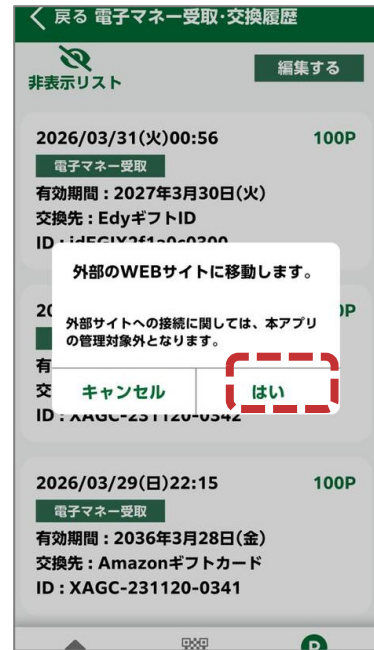 戻る 電子マネー受取・交換履歴
非表示リスト
編集する
2026/03/31(火)00:56
100P
電子マネー受取
有効期間：2027年3月30日(火)
交換先：EdyギフトID
外部のWEBサイトに移動します。
外部サイトへの接続に関しては、本アプリ
の管理対象外となります。
キャンセル
はい
ID：XAGC-231120-0342
2026/03/29(日)22:15
100P
電子マネー受取
有効期間：2036年3月28日(金)
交換先：Amazonギフトカード
ID：XAGC-231120-0341